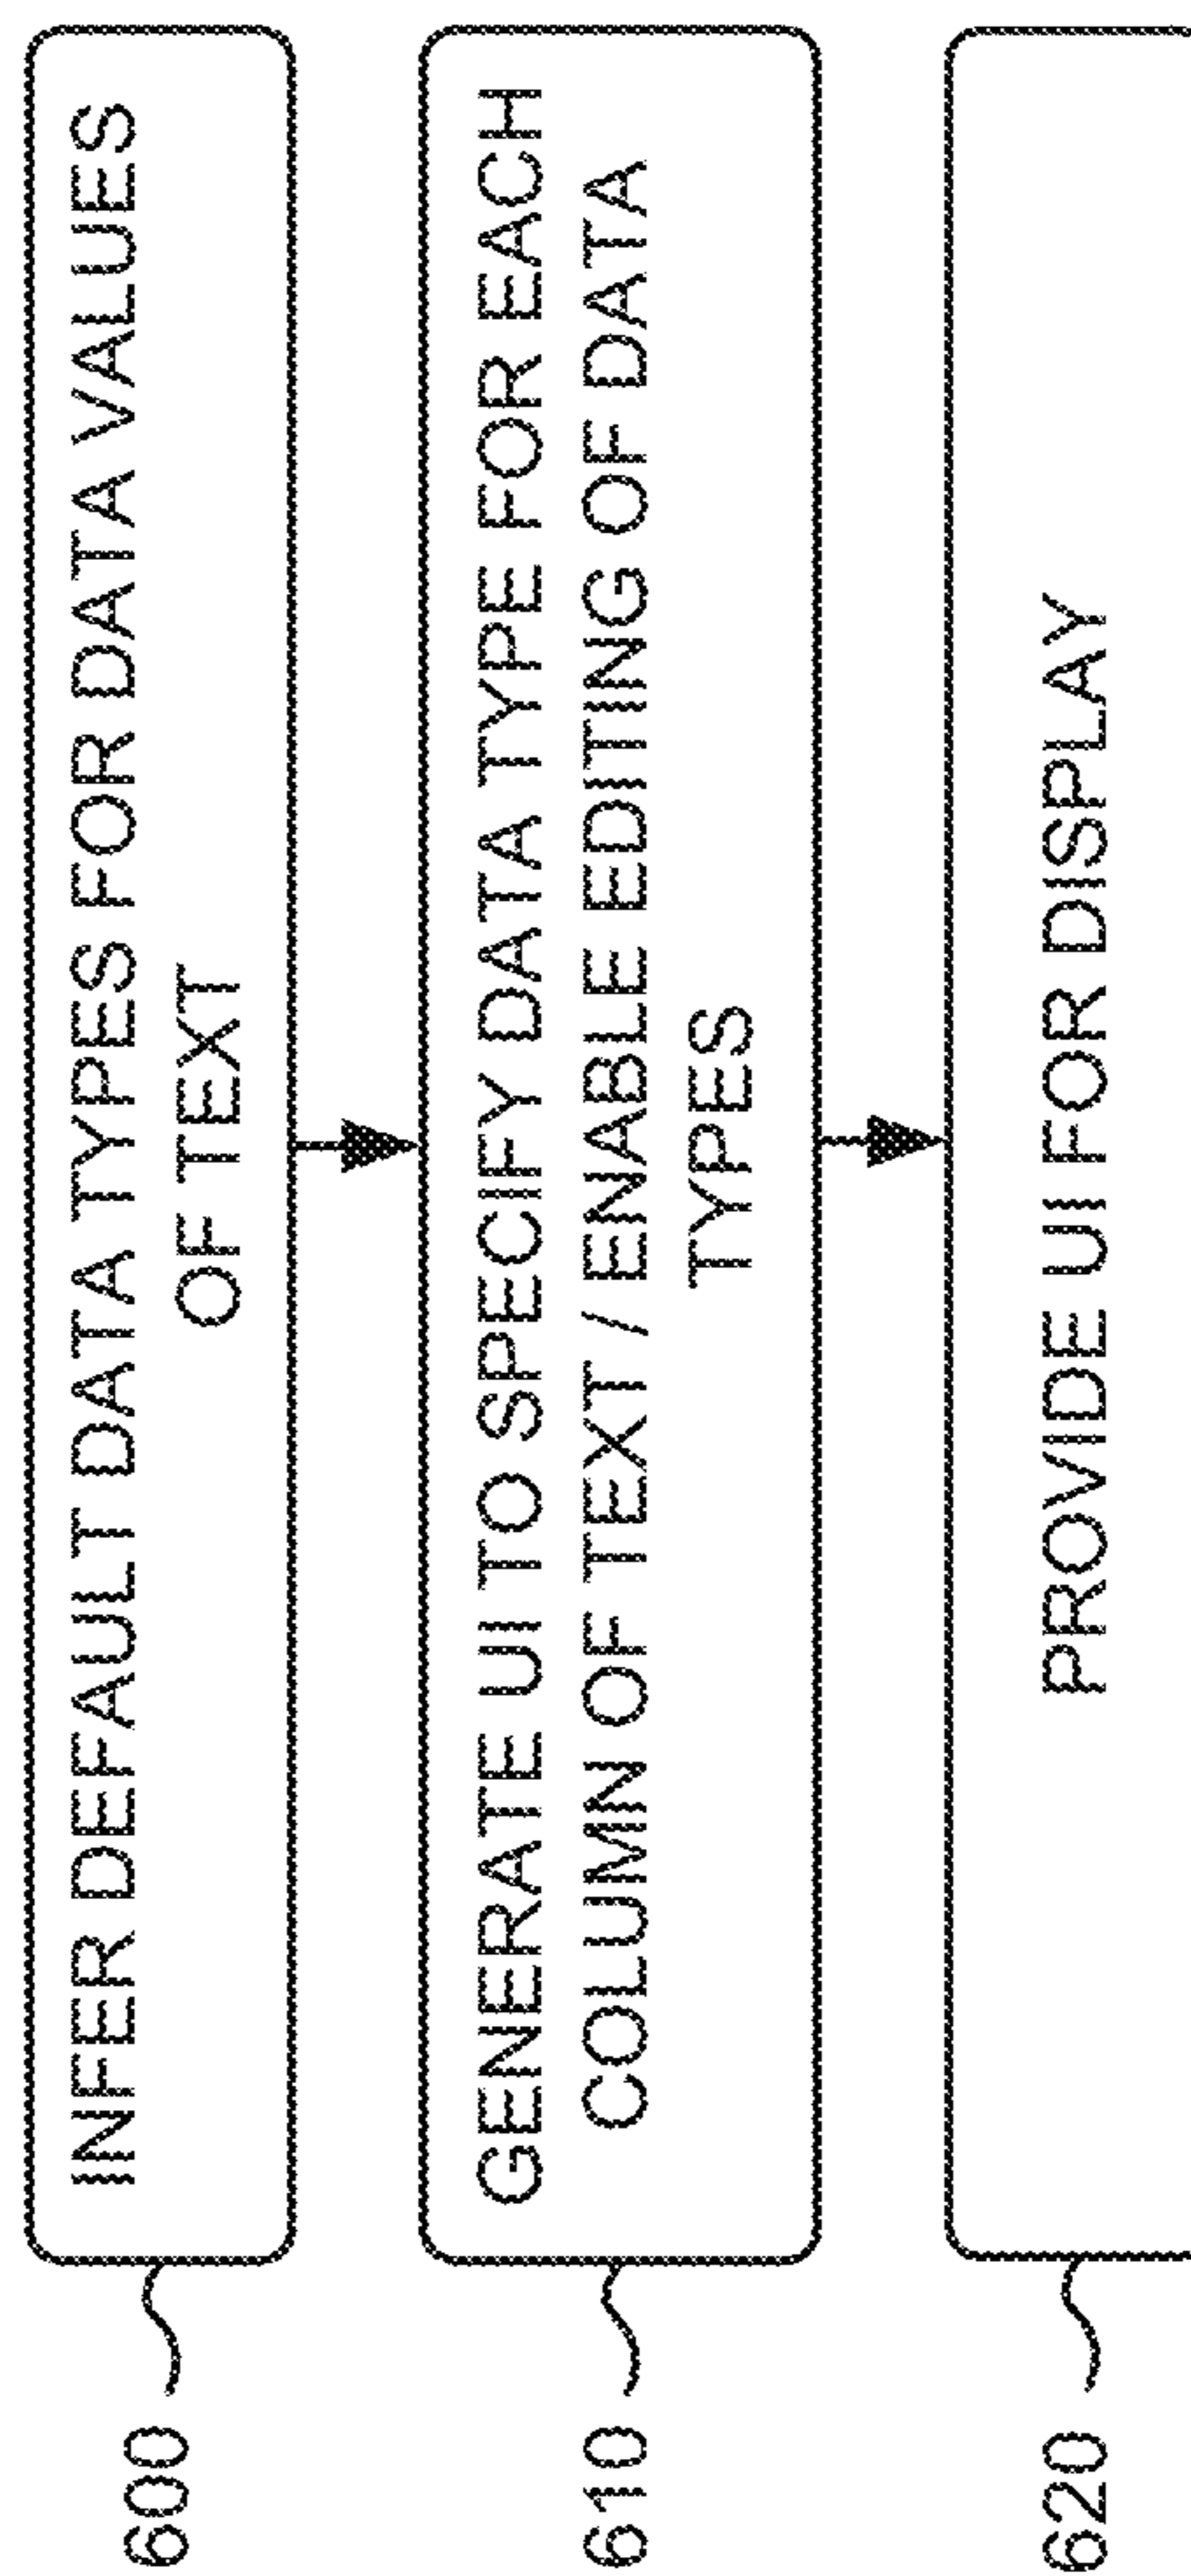 600
INFER DEFAULT DATA TYPES FOR DATA VALUES
OF TEXT
610
GENERATE UI TO SPECIFY DATA TYPE FOR EACH
COLUMN OF TEXT / ENABLE EDITING OF DATA
TYPES
620
PROVIDE UI FOR DISPLAY